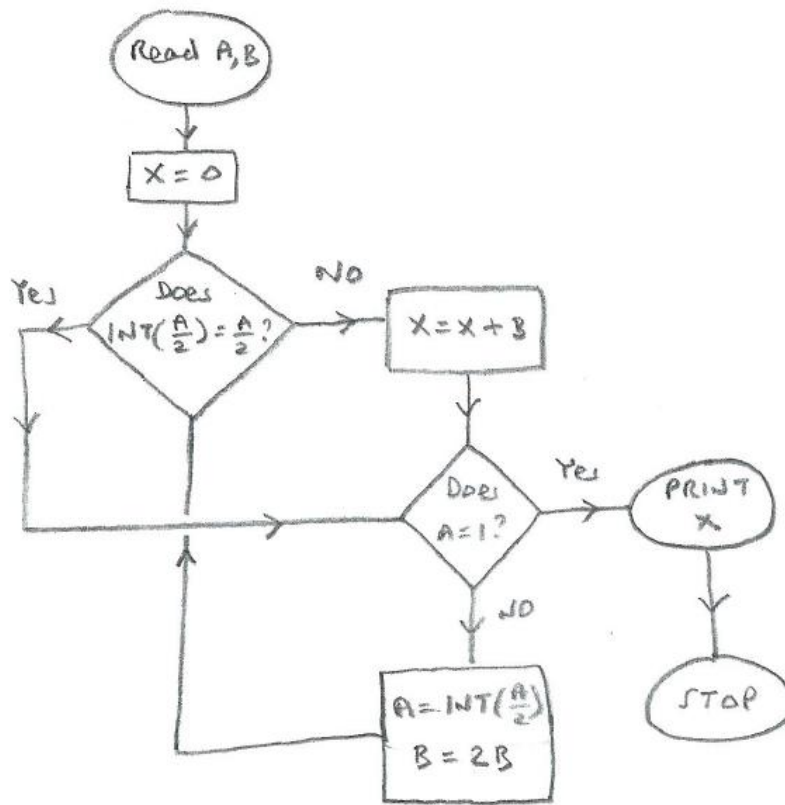 Read A,B
X = 0
Yes
Does
INT(A/2) = A/2?
NO
X = X + B
Does
A = 1?
Yes
PRINT
X
NO
A = INT(A/2)
B = 2B
STOP